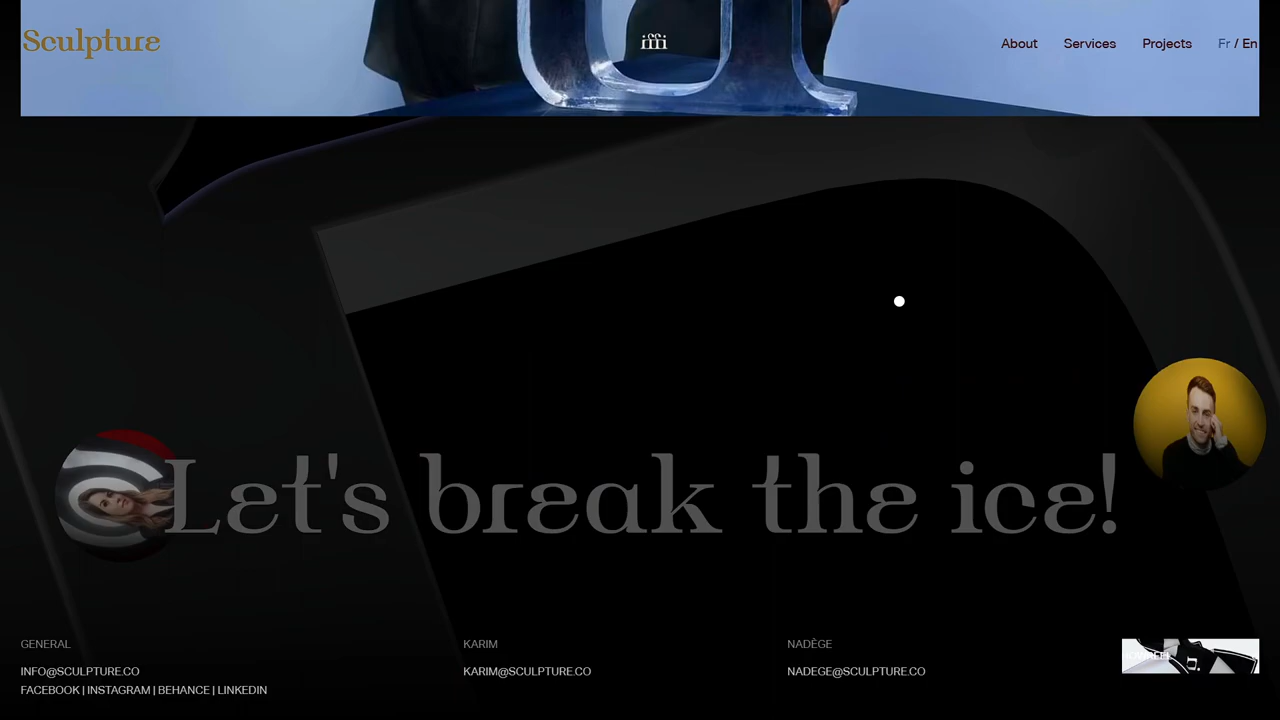 Sculpture
iffi
About
Services
Projects
Fr / En
Let's break the ice!
GENERAL
INFO@SCULPTURE.CO
FACEBOOK | INSTAGRAM | BEHANCE | LINKEDIN
KARIM
KARIM@SCULPTURE.CO
NADÈGE
NADEGE@SCULPTURE.CO